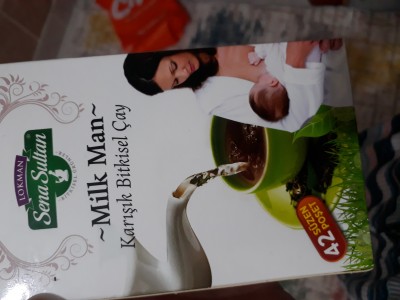 LOKMAN
Sena Sultan
~Milk Man~
Karışık Bitkisel Çay
42 SÜZEN
POŞET